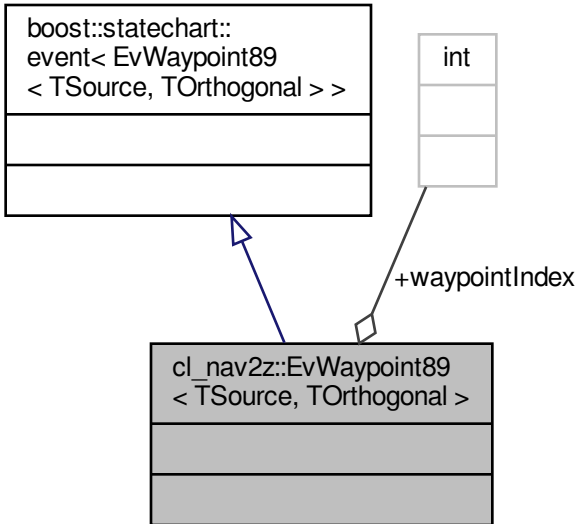 boost::statechart::
event< EvWaypoint89
< TSource, TOrthogonal > >
int
+waypointIndex
cl_nav2z::EvWaypoint89
< TSource, TOrthogonal >